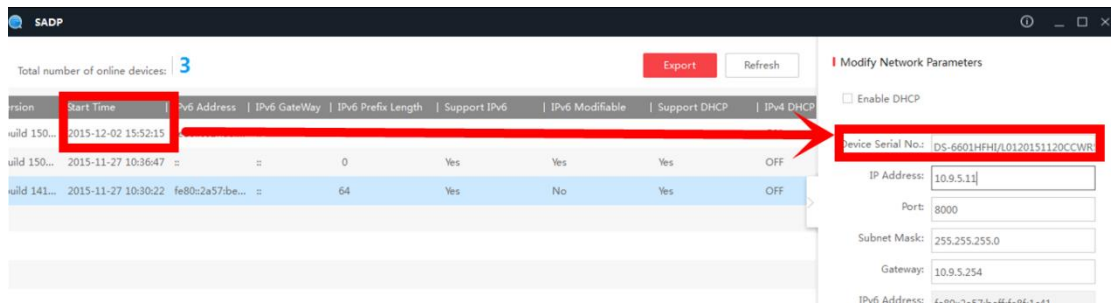 SADP
Total number of online devices: 3
Export
Refresh
ersion | Start Time | IPv6 Address | IPv6 GateWay | IPv6 Prefix Length | Support IPv6 | IPv6 Modifiable | Support DHCP | IPv4 DHCP
uild 150... 2015-12-02 15:52:15
uild 150... 2015-11-27 10:36:47 :: :: 0 Yes Yes Yes OFF
uild 141... 2015-11-27 10:30:22 fe80::2a57:be... :: 64 Yes No Yes OFF
Modify Network Parameters
Enable DHCP
Device Serial No.: DS-6601HFHI/L0120151120CCWR
IP Address: 10.9.5.11
Port: 8000
Subnet Mask: 255.255.255.0
Gateway: 10.9.5.254
IPv6 Address: